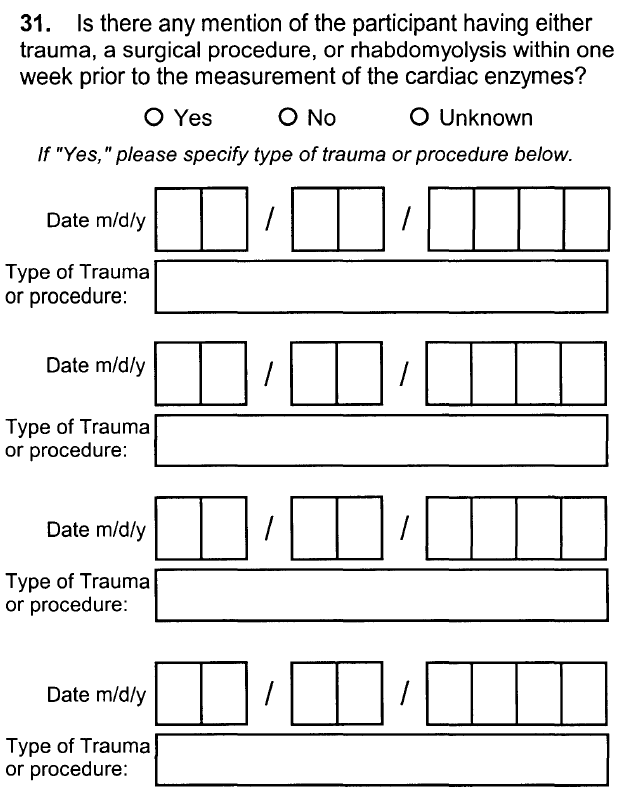 31. Is there any mention of the participant having either
trauma, a surgical procedure, or rhabdomyolysis within one
week prior to the measurement of the cardiac enzymes?
O Yes O No O Unknown
If "Yes," please specify type of trauma or procedure below.
Date m/d/y / /
Type of Trauma
or procedure:
Date m/d/y / /
Type of Trauma
or procedure:
Date m/d/y / /
Type of Trauma
or procedure:
Date m/d/y / /
Type of Trauma
or procedure: